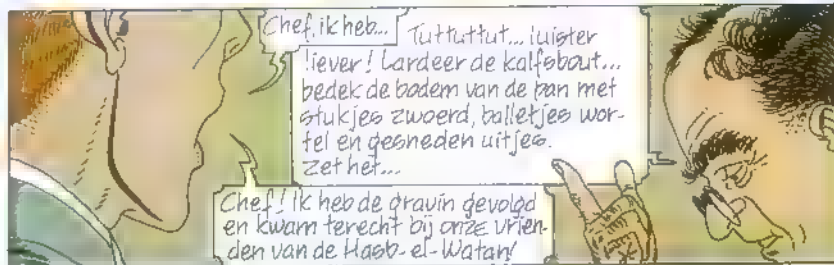 Chef, ik heb...
Tuttuttut... luister
liever! Lardeer de kalfsbout...
bedek de bodem van de pan met
stukjes zwoerd, balletjes wor-
tel en gesneden uitjes.
Zet het...
Chef! Ik heb de gravin gevolgd
en kwam terecht bij onze vrien-
den van de Hasb-el-Watan!